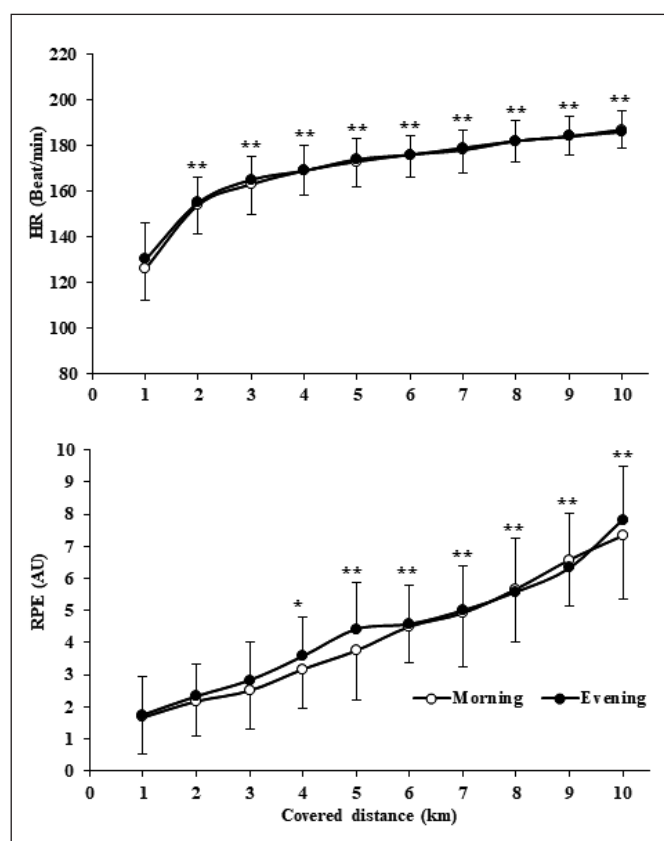 220
200
180
160
140
120
100
80
HR (Beat/min)
** ** ** ** ** ** ** ** **
0 1 2 3 4 5 6 7 8 9 10
10
9
8
7
6
5
4
3
2
1
0
RPE (AU)
* ** ** ** ** ** **
Morning Evening
0 1 2 3 4 5 6 7 8 9 10
Covered distance (km)